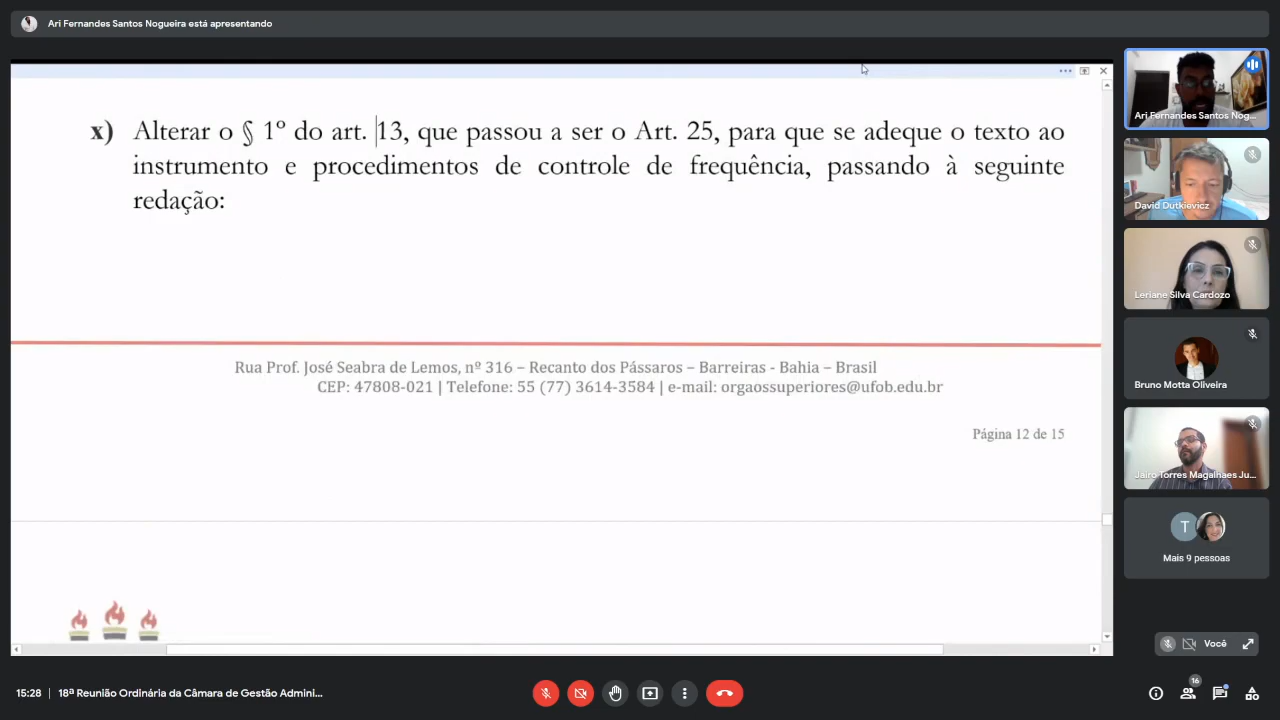 Ari Fernandes Santos Nogueira está apresentando
x) Alterar o § 1º do art. 13, que passou a ser o Art. 25, para que se adeque o texto ao
instrumento e procedimentos de controle de frequência, passando à seguinte
redação:
Rua Prof. José Seabra de Lemos, nº 316 – Recanto dos Pássaros – Barreiras - Bahia – Brasil
CEP: 47808-021 | Telefone: 55 (77) 3614-3584 | e-mail: orgaossuperiores@ufob.edu.br
Página 12 de 15
Ari Fernandes Santos Nog...
David Dutkievicz
Leriane Silva Cardozo
Bruno Motta Oliveira
Jairo Torres Magalhaes Ju...
T
Mais 9 pessoas
Você
15:28 | 18ª Reunião Ordinária da Câmara de Gestão Admini...
16